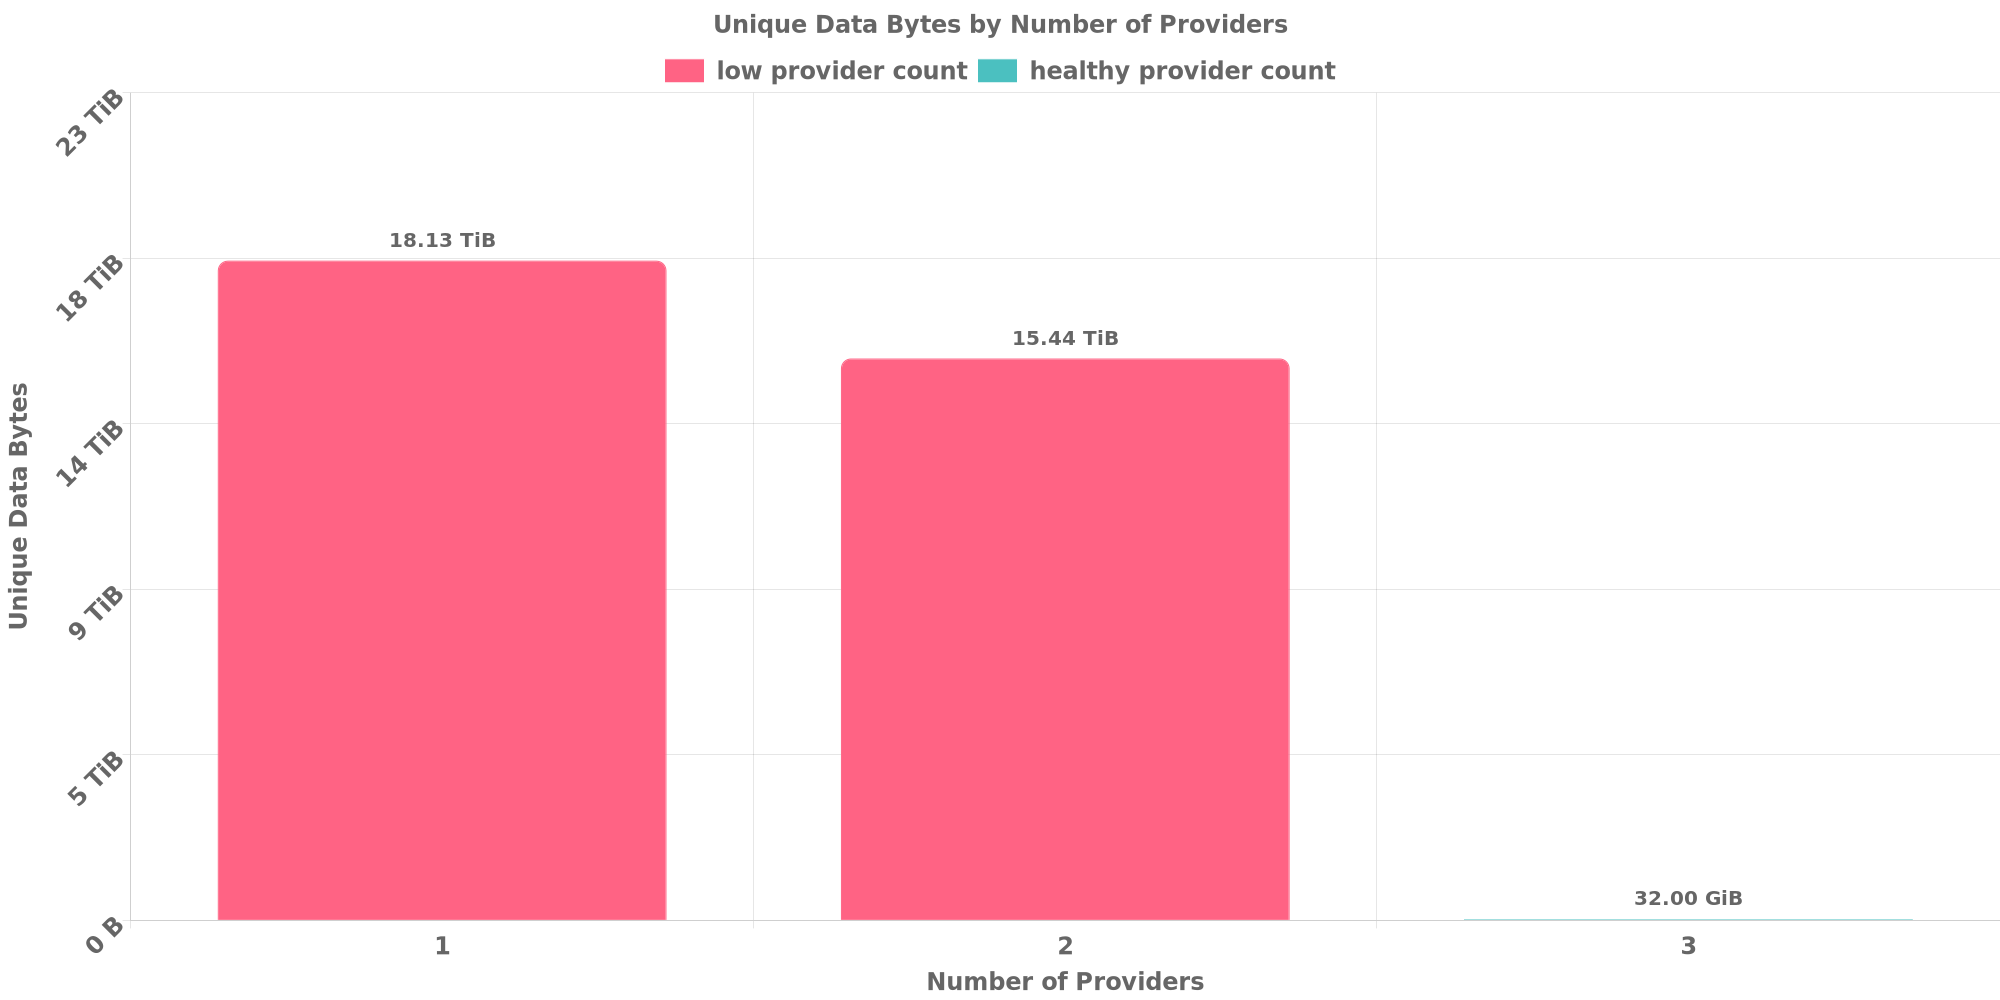 Unique Data Bytes by Number of Providers
low provider count healthy provider count
23 TiB
18 TiB
14 TiB
9 TiB
5 TiB
0 B
Unique Data Bytes
18.13 TiB
15.44 TiB
32.00 GiB
1 2 3
Number of Providers